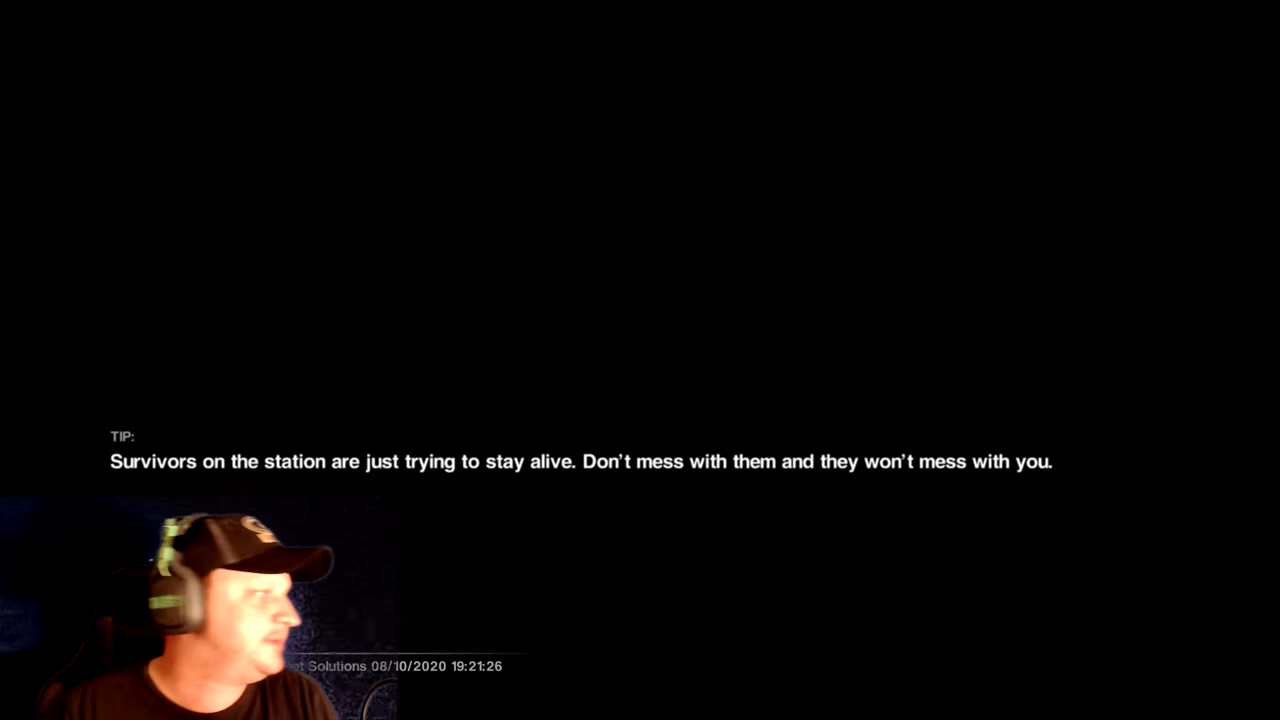 TIP:
Survivors on the station are just trying to stay alive. Don’t mess with them and they won’t mess with you.
Solutions 08/10/2020 19:21:26